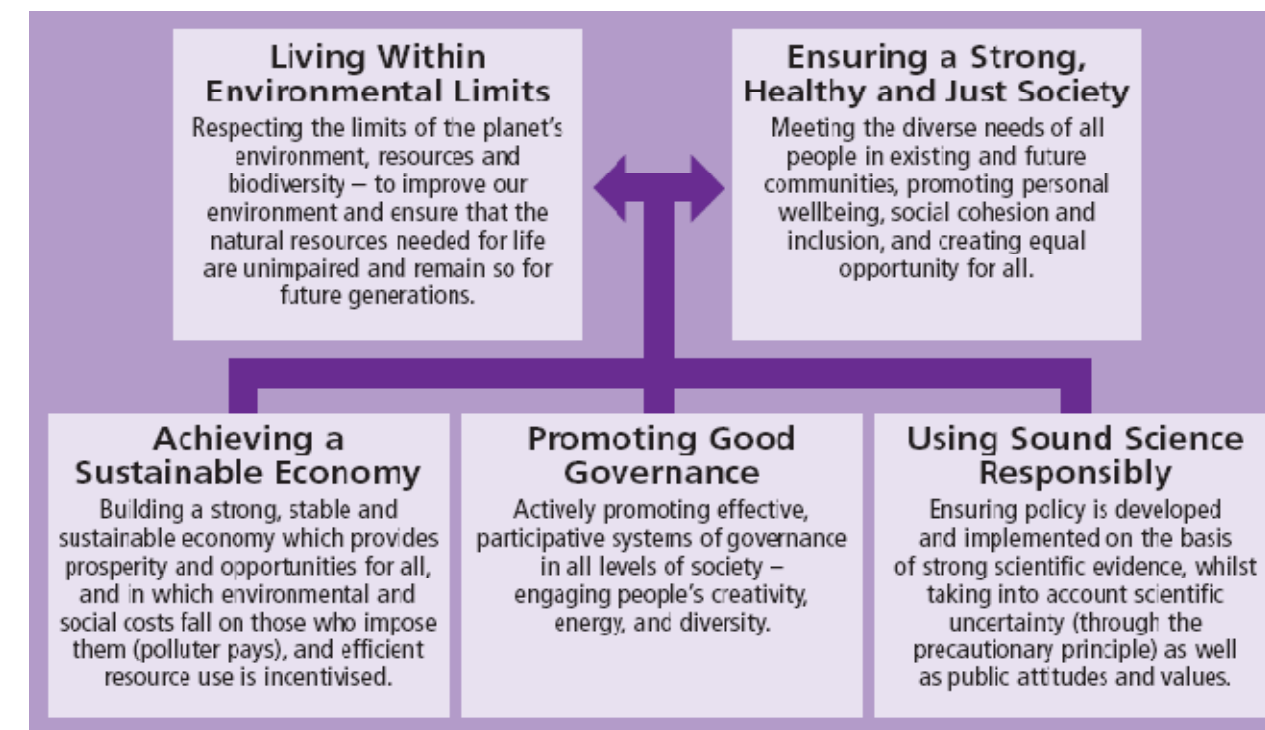 Living Within
Environmental Limits
Respecting the limits of the planet's
environment, resources and
biodiversity – to improve our
environment and ensure that the
natural resources needed for life
are unimpaired and remain so for
future generations.
Ensuring a Strong,
Healthy and Just Society
Meeting the diverse needs of all
people in existing and future
communities, promoting personal
wellbeing, social cohesion and
inclusion, and creating equal
opportunity for all.
Achieving a
Sustainable Economy
Building a strong, stable and
sustainable economy which provides
prosperity and opportunities for all,
and in which environmental and
social costs fall on those who impose
them (polluter pays), and efficient
resource use is incentivised.
Promoting Good
Governance
Actively promoting effective,
participative systems of governance
in all levels of society –
engaging people's creativity,
energy, and diversity.
Using Sound Science
Responsibly
Ensuring policy is developed
and implemented on the basis
of strong scientific evidence, whilst
taking into account scientific
uncertainty (through the
precautionary principle) as well
as public attitudes and values.